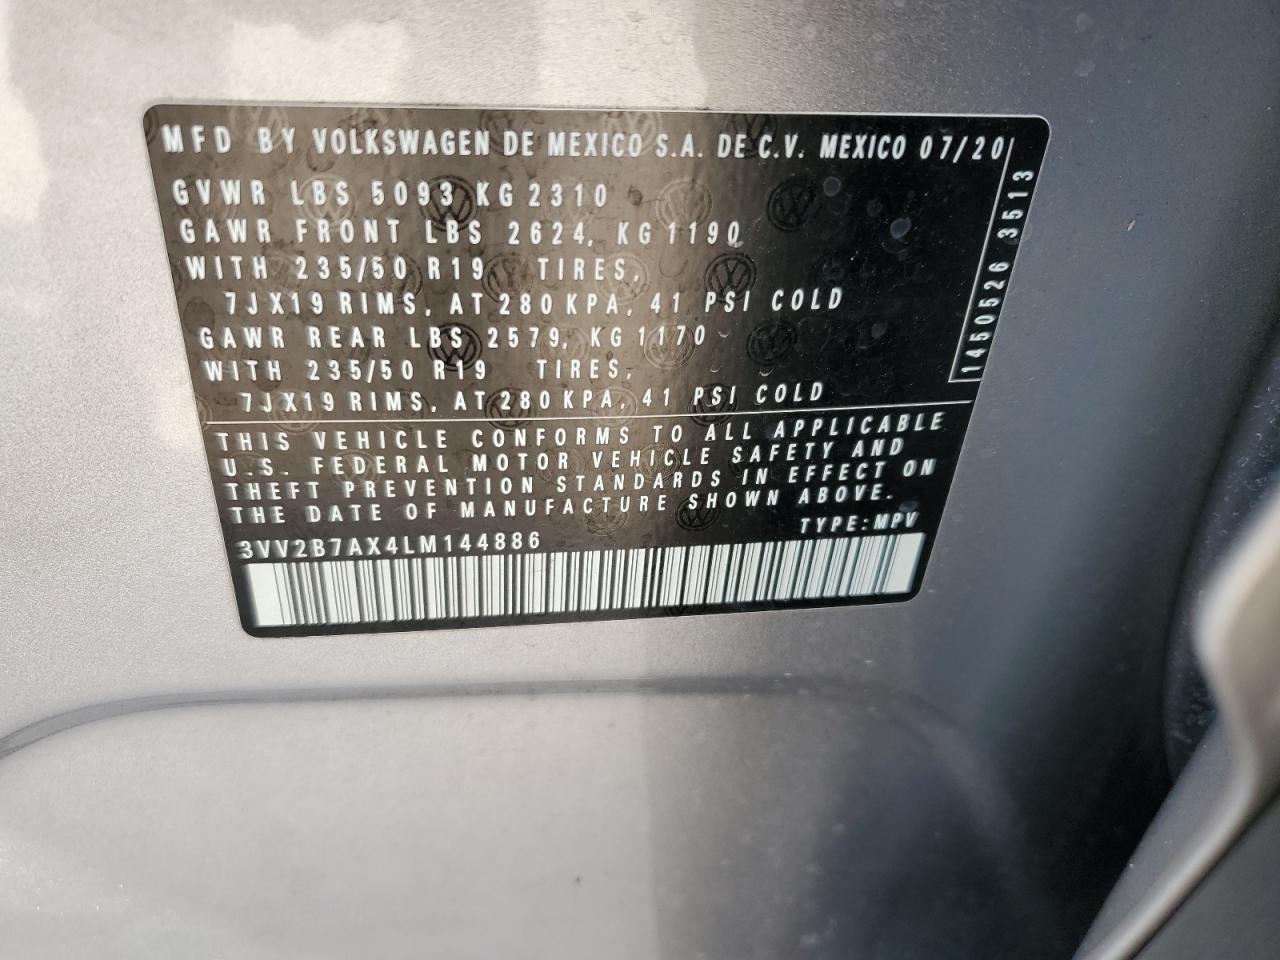 MFD BY VOLKSWAGEN DE MEXICO S.A. DE C.V. MEXICO 07/20
GVWR LBS 5093 KG 2310
GAWR FRONT LBS 2624, KG 1190
WITH 235/50 R19 TIRES,
7JX19 RIMS, AT 280 KPA, 41 PSI COLD
GAWR REAR LBS 2579, KG 1170
WITH 235/50 R19 TIRES,
7JX19 RIMS, AT 280 KPA, 41 PSI COLD
1450526 3513
THIS VEHICLE CONFORMS TO ALL APPLICABLE
U.S. FEDERAL MOTOR VEHICLE SAFETY AND
THEFT PREVENTION STANDARDS IN EFFECT ON
THE DATE OF MANUFACTURE SHOWN ABOVE.
TYPE: MPV
3VV2B7AX4LM144886